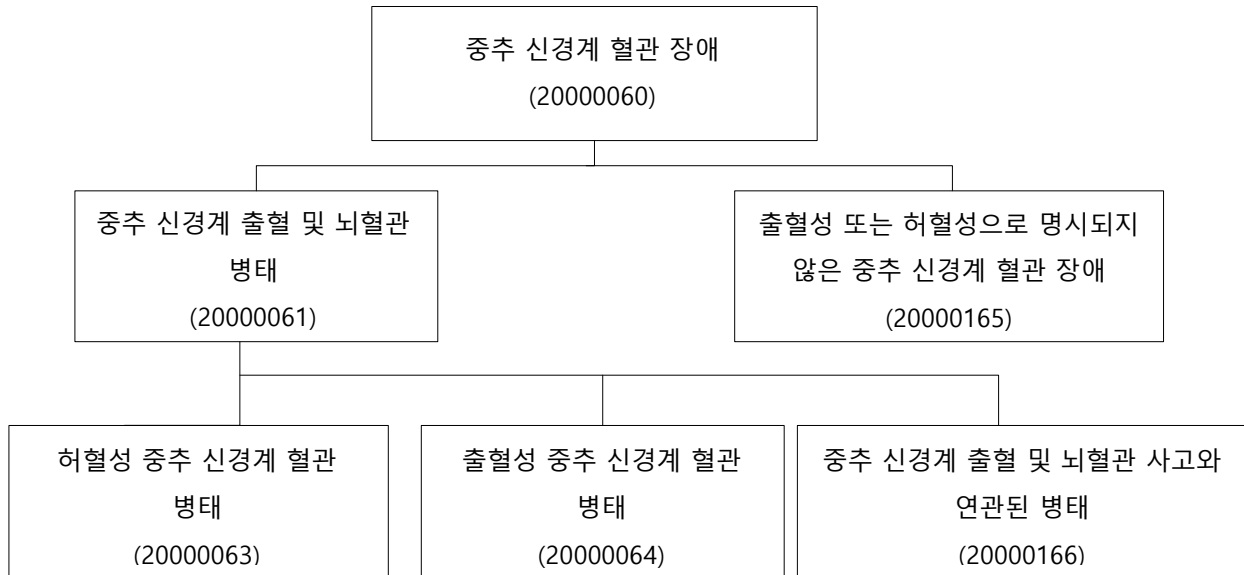 중추 신경계 혈관 장애
(20000060)
중추 신경계 출혈 및 뇌혈관
병태
(20000061)
출혈성 또는 허혈성으로 명시되지
않은 중추 신경계 혈관 장애
(20000165)
허혈성 중추 신경계 혈관
병태
(20000063)
출혈성 중추 신경계 혈관
병태
(20000064)
중추 신경계 출혈 및 뇌혈관 사고와
연관된 병태
(20000166)